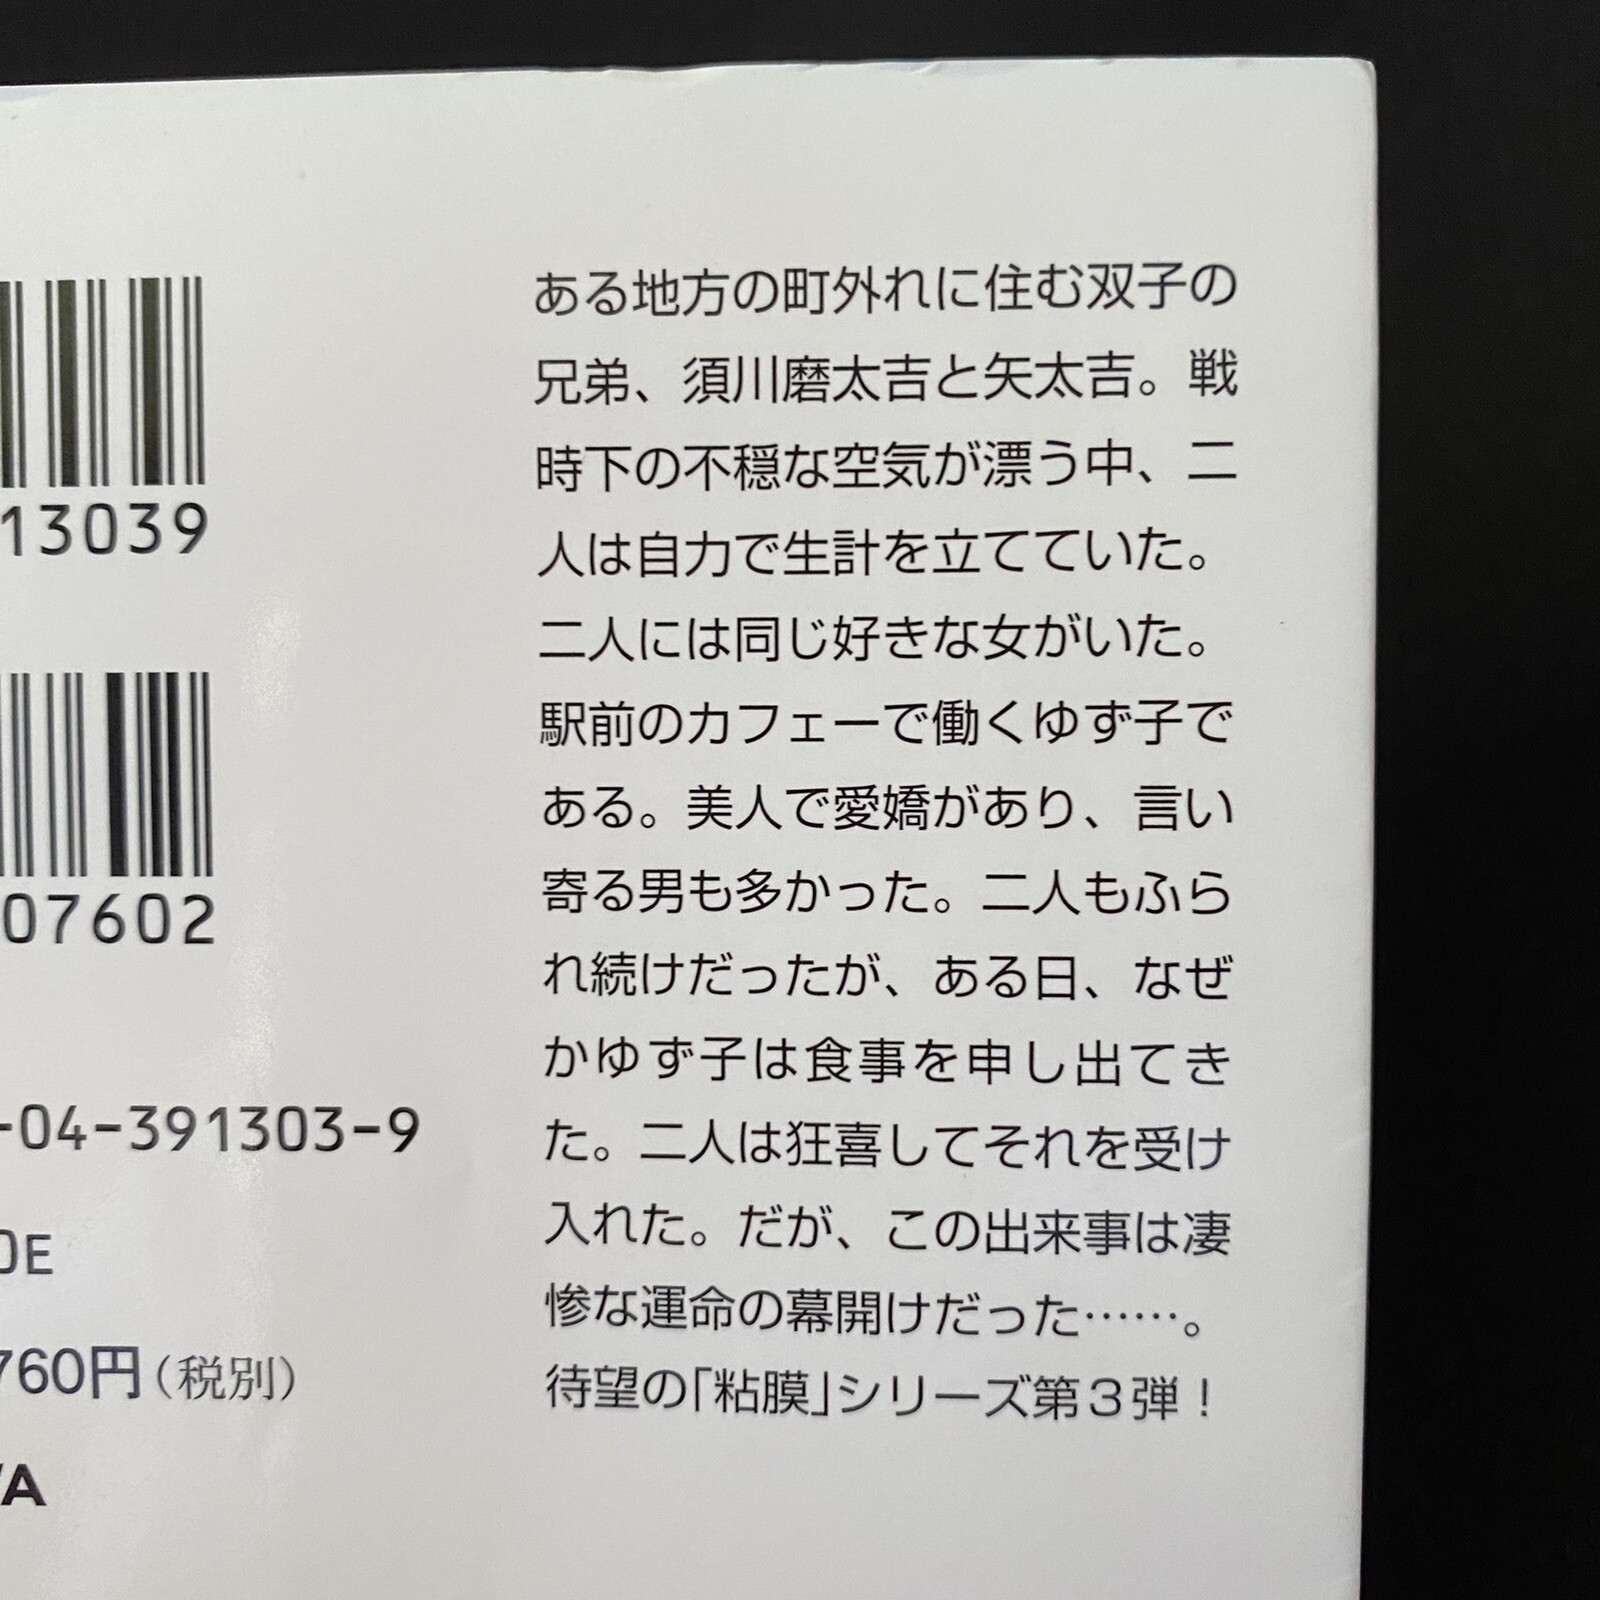 13039
07602
-04-391303-9
0E
760円(税別)
WA
ある地方の町外れに住む双子の
兄弟、須川磨太吉と矢太吉。戦
時下の不穏な空気が漂う中、二
人は自力で生計を立てていた。
二人には同じ好きな女がいた。
駅前のカフェーで働くゆず子で
ある。美人で愛嬌があり、言い
寄る男も多かった。二人もふら
れ続けだったが、ある日、なぜ
かゆず子は食事を申し出てき
た。二人は狂喜してそれを受け
入れた。だが、この出来事は凄
惨な運命の幕開けだった……。
待望の「粘膜」シリーズ第３弾！